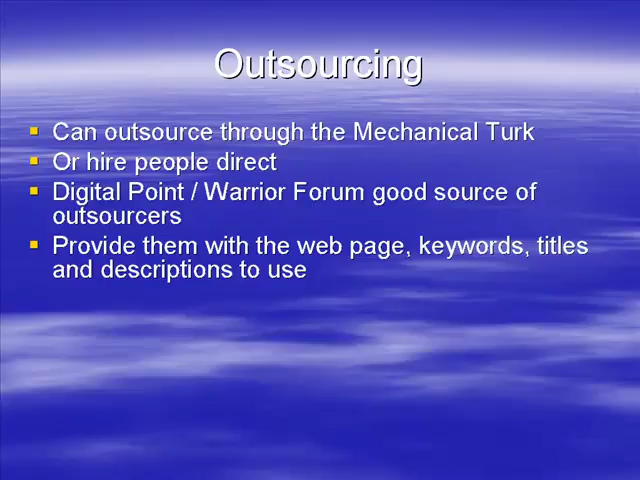 Outsourcing
Can outsource through the Mechanical Turk
Or hire people direct
Digital Point / Warrior Forum good source of
outsourcers
Provide them with the web page, keywords, titles
and descriptions to use